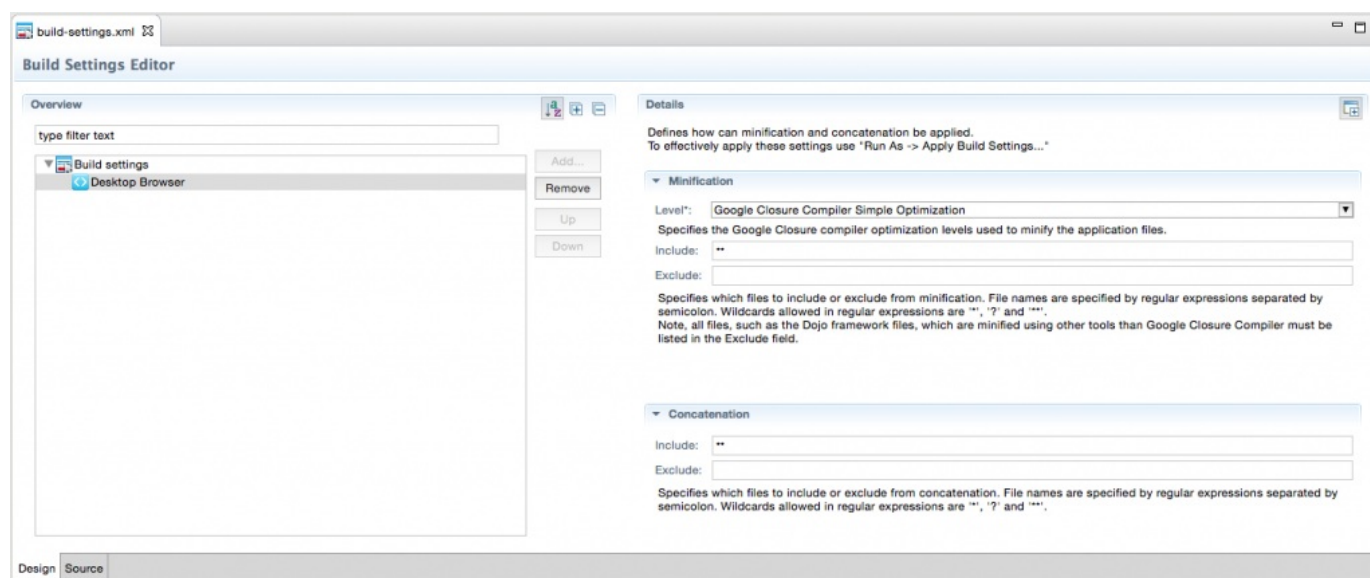 build-settings.xml
Build Settings Editor
Overview
type filter text
Build settings
Desktop Browser
Add...
Remove
Up
Down
Details
Defines how can minification and concatenation be applied.
To effectively apply these settings use "Run As -> Apply Build Settings..."
Minification
Level*: Google Closure Compiler Simple Optimization
Specifies the Google Closure compiler optimization levels used to minify the application files.
Include: **
Exclude:
Specifies which files to include or exclude from minification. File names are specified by regular expressions separated by
semicolon. Wildcards allowed in regular expressions are '*', '?' and '**'.
Note, all files, such as the Dojo framework files, which are minified using other tools than Google Closure Compiler must be
listed in the Exclude field.
Concatenation
Include: **
Exclude:
Specifies which files to include or exclude from concatenation. File names are specified by regular expressions separated by
semicolon. Wildcards allowed in regular expressions are '*', '?' and '**'.
Design Source